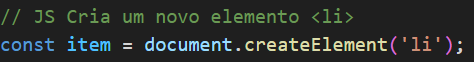 // JS Cria um novo elemento <li>
const item = document.createElement('li');